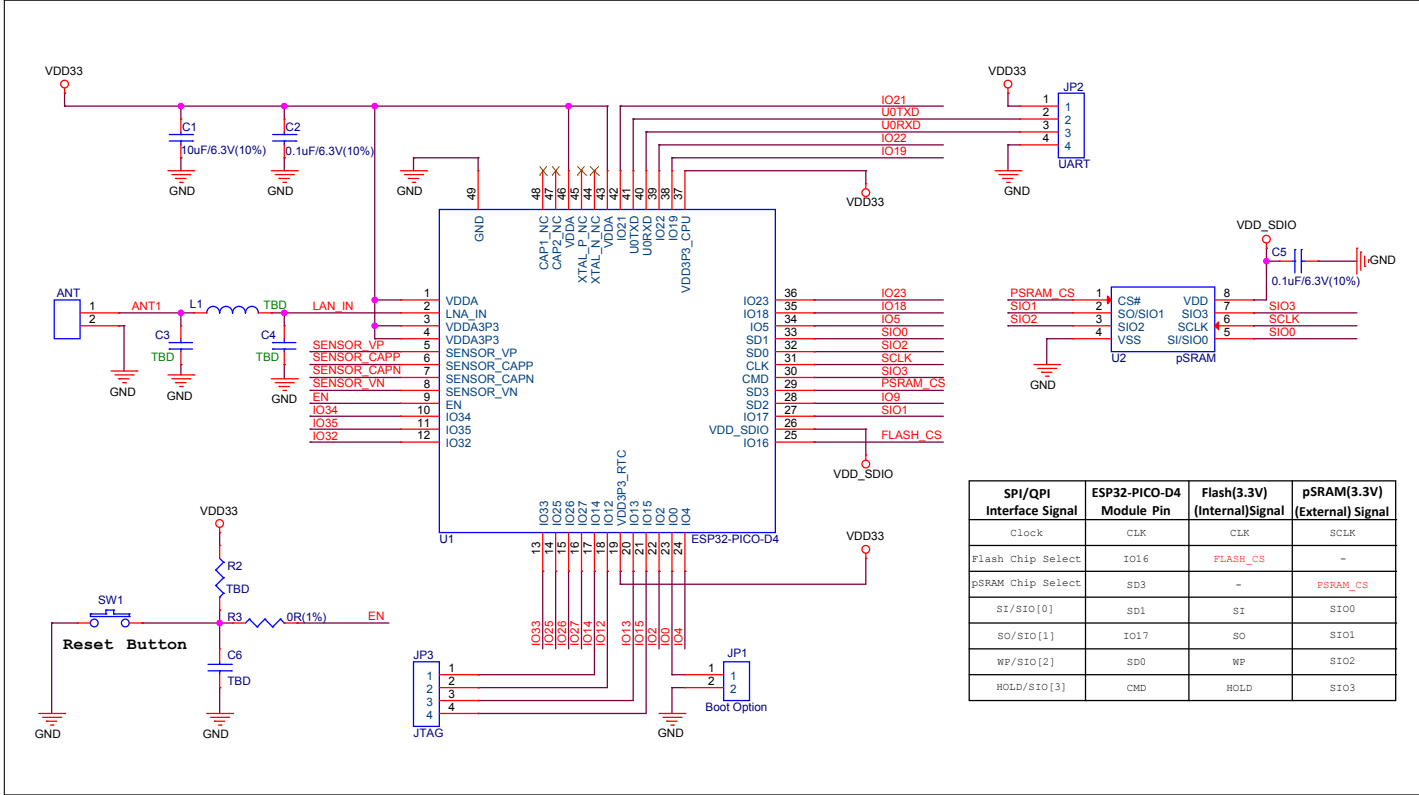 VDD33
C1
10uF/6.3V(10%)
GND
C2
0.1uF/6.3V(10%)
GND
GND
49
48
47
46
45
44
43
42
41
40
39
38
37
GND
CAP1_NC
CAP2_NC
VDDA
XTAL_P_NC
XTAL_N_NC
VDDA
IO21
U0TXD
U0RXD
IO22
IO19
VDD3P3_CPU
IO21
U0TXD
U0RXD
IO22
IO19
VDD33
VDD33
JP2
1 1
2 2
3 3
4 4
UART
GND
ANT
1
2
ANT1
L1
TBD
LAN_IN
C3
TBD
C4
TBD
GND
GND
GND
1 VDDA
2 LNA_IN
3 VDDA3P3
4 VDDA3P3
SENSOR_VP 5 SENSOR_VP
SENSOR_CAPP 6 SENSOR_CAPP
SENSOR_CAPN 7 SENSOR_CAPN
SENSOR_VN 8 SENSOR_VN
EN 9 EN
IO34 10 IO34
IO35 11 IO35
IO32 12 IO32
IO23 36 IO23
IO18 35 IO18
IO5 34 IO5
SD1 33 SIO0
SD0 32 SIO2
CLK 31 SCLK
CMD 30 SIO3
SD3 29 PSRAM_CS
SD2 28 IO9
IO17 27 SIO1
VDD_SDIO 26
IO16 25 FLASH_CS
VDD_SDIO
IO33
IO25
IO26
IO27
IO14
IO12
VDD3P3_RTC
IO13
IO15
IO2
IO0
IO4
U1
ESP32-PICO-D4
13
14
15
16
17
18
19
20
21
22
23
24
IO33
IO25
IO26
IO27
IO14
IO12
IO13
IO15
IO2
IO0
IO4
VDD33
VDD_SDIO
C5
0.1uF/6.3V(10%)
GND
PSRAM_CS 1 CS#
SIO1 2 SO/SIO1
SIO2 3 SIO2
4 VSS
VDD 8
SIO3 7 SIO3
SCLK 6 SCLK
SI/SIO0 5 SIO0
U2
pSRAM
GND
VDD33
R2
TBD
SW1
Reset Button
R3
0R(1%)
EN
C6
TBD
GND
GND
JP3
1 1
2 2
3 3
4 4
JTAG
JP1
1 1
2 2
Boot Option
GND
SPI/QPI Interface Signal ESP32-PICO-D4 Module Pin Flash(3.3V) (Internal)Signal pSRAM(3.3V) (External) Signal
Clock CLK CLK SCLK
Flash Chip Select IO16 FLASH_CS -
pSRAM Chip Select SD3 - PSRAM_CS
SI/SIO[0] SD1 SI SIO0
SO/SIO[1] IO17 SO SIO1
WP/SIO[2] SD0 WP SIO2
HOLD/SIO[3] CMD HOLD SIO3